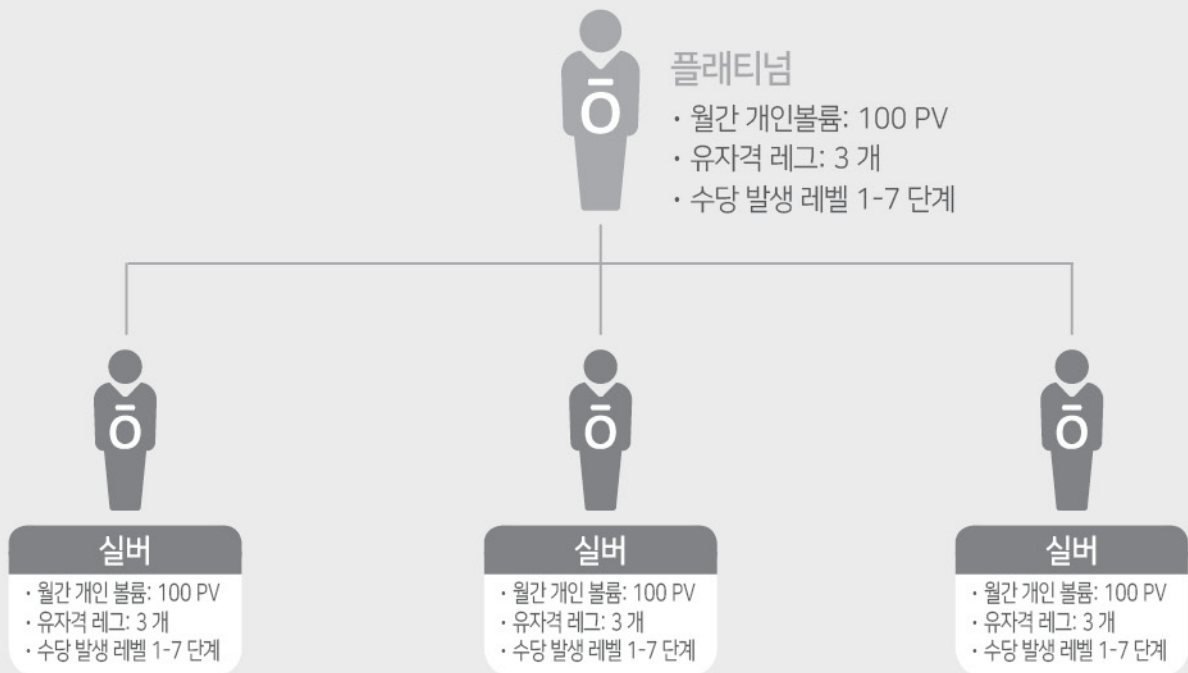 플래티넘
· 월간 개인볼륨: 100 PV
· 유자격 레그: 3 개
· 수당 발생 레벨 1-7 단계
ō
ō
ō
ō
실버
· 월간 개인 볼륨: 100 PV
· 유자격 레그: 3 개
· 수당 발생 레벨 1-7 단계
실버
· 월간 개인 볼륨: 100 PV
· 유자격 레그: 3 개
· 수당 발생 레벨 1-7 단계
실버
· 월간 개인 볼륨: 100 PV
· 유자격 레그: 3 개
· 수당 발생 레벨 1-7 단계